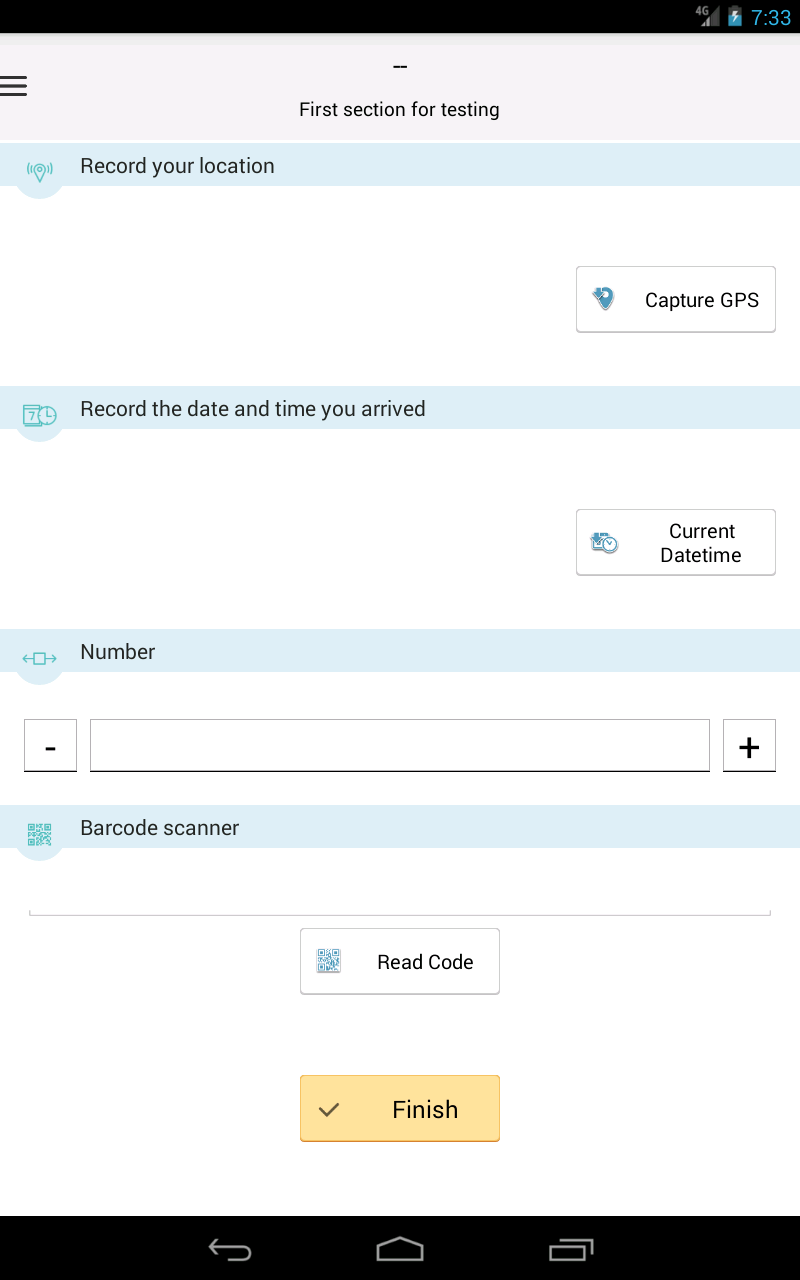 4G 7:33
--
First section for testing
Record your location
Capture GPS
7
Record the date and time you arrived
Current
Datetime
Number
- +
Barcode scanner
Read Code
Finish